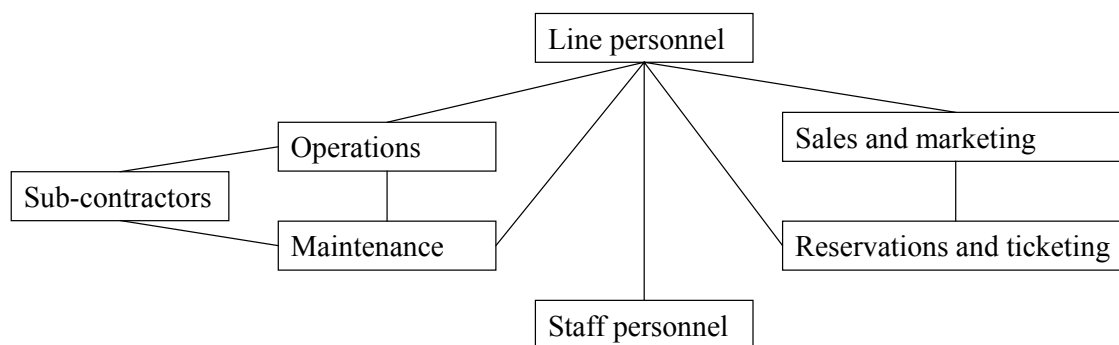 Line personnel
Operations
Sales and marketing
Sub-contractors
Maintenance
Reservations and ticketing
Staff personnel